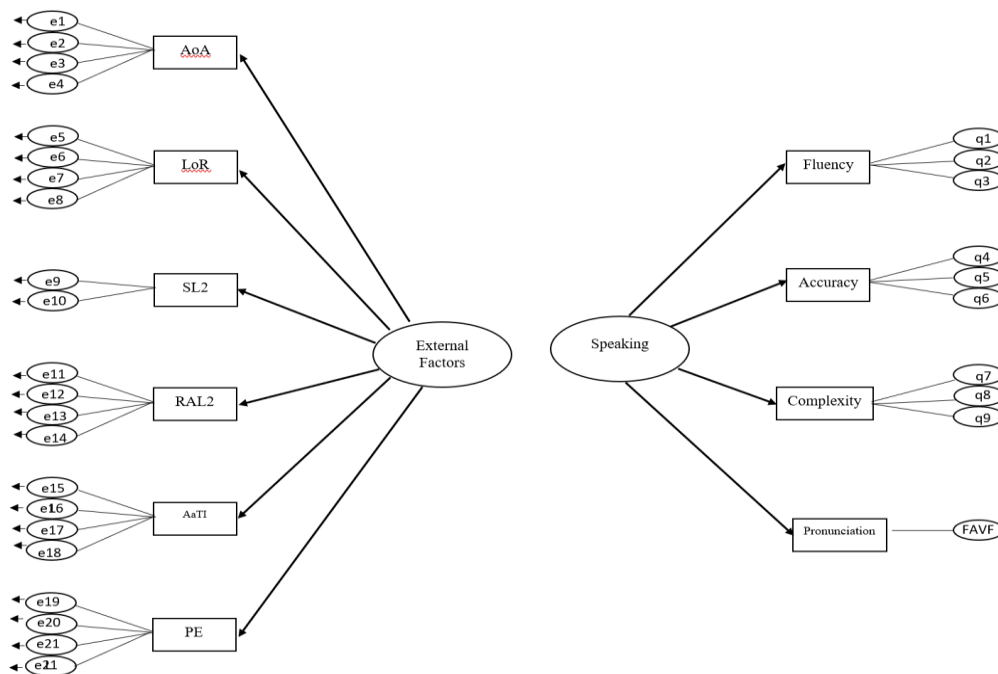 e1
e2
e3
e4
AoA
e5
e6
e7
e8
LoR
e9
e10
SL2
e11
e12
e13
e14
RAL2
e15
e16
e17
e18
AaTI
e19
e20
e21
PE
External
Factors
Speaking
Fluency
q1
q2
q3
Accuracy
q4
q5
q6
Complexity
q7
q8
q9
Pronunciation
FAVF